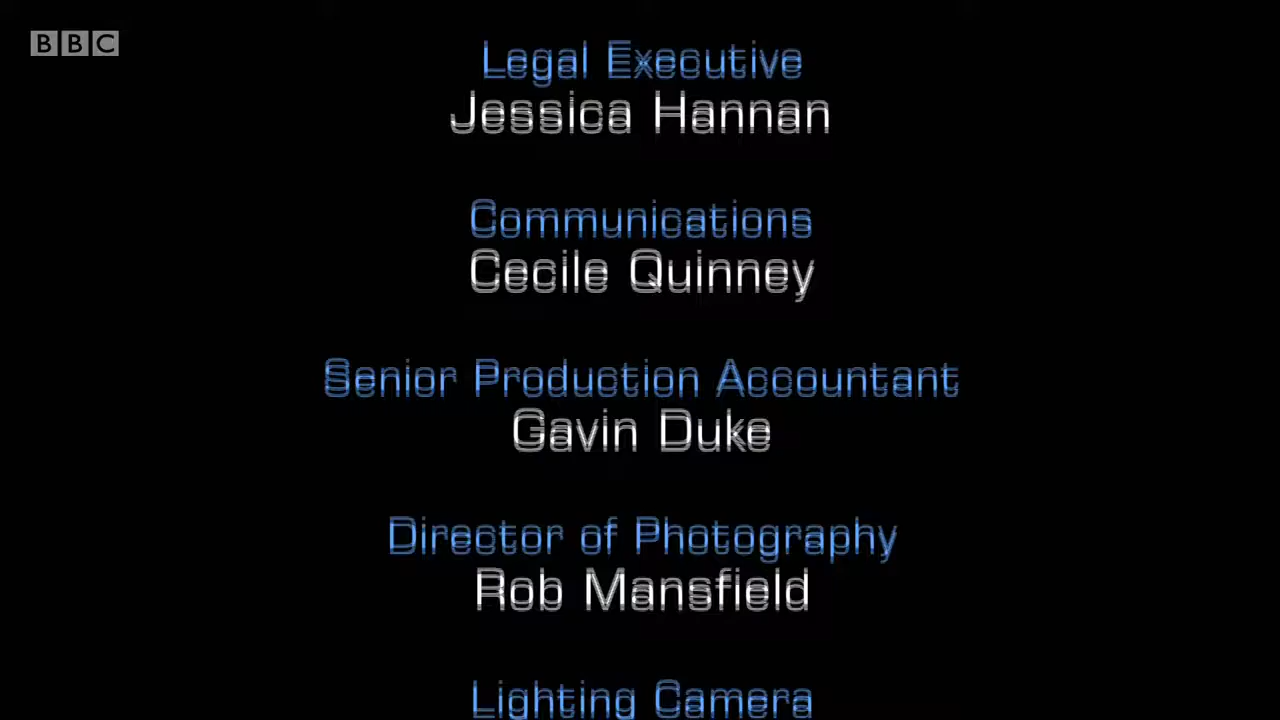 BBC
Legal Executive
Jessica Hannan
Communications
Cecile Quinney
Senior Production Accountant
Gavin Duke
Director of Photography
Rob Mansfield
Lighting Camera